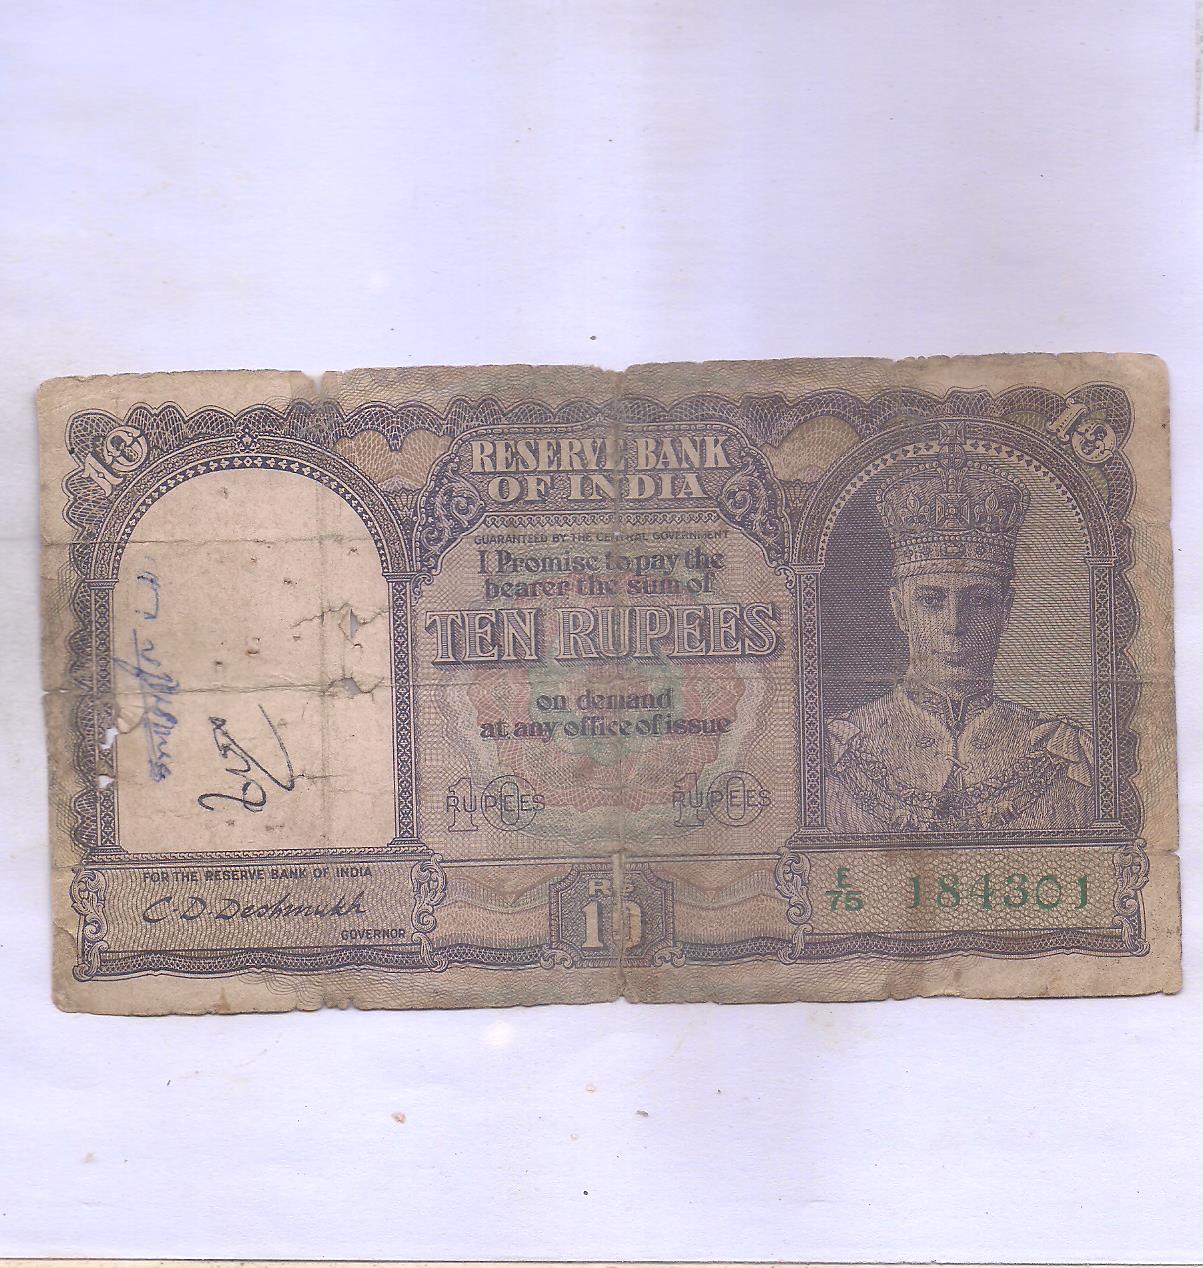 10
10
RESERVE BANK
OF INDIA
GUARANTEED BY THE CENTRAL GOVERNMENT
I Promise to pay the
bearer the sum of
TEN RUPEES
on demand
at any office of issue
10 RUPEES
10 RUPEES
FOR THE RESERVE BANK OF INDIA
C. D. Deshmukh
GOVERNOR
RS
10
E/75 184301